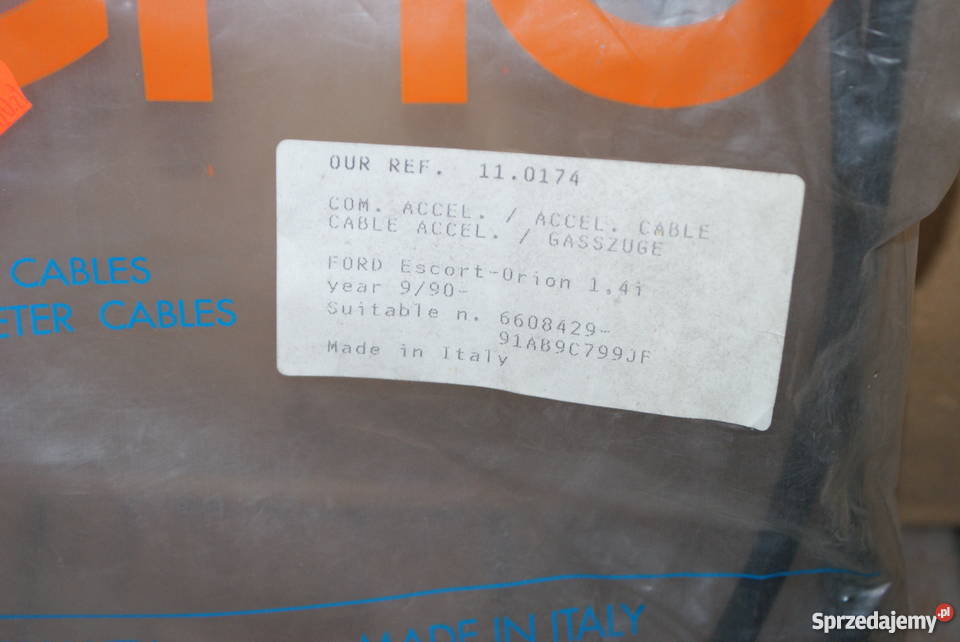 OUR REF. 11.0174
COM. ACCEL. / ACCEL. CABLE
CABLE ACCEL. / GASSZUGE
FORD Escort-Orion 1,4i
year 9/90-
Suitable n. 6608429-
91AB9C799JF
Made in Italy
CABLES
CABLES
MADE IN ITALY
Sprzedajemy.pl